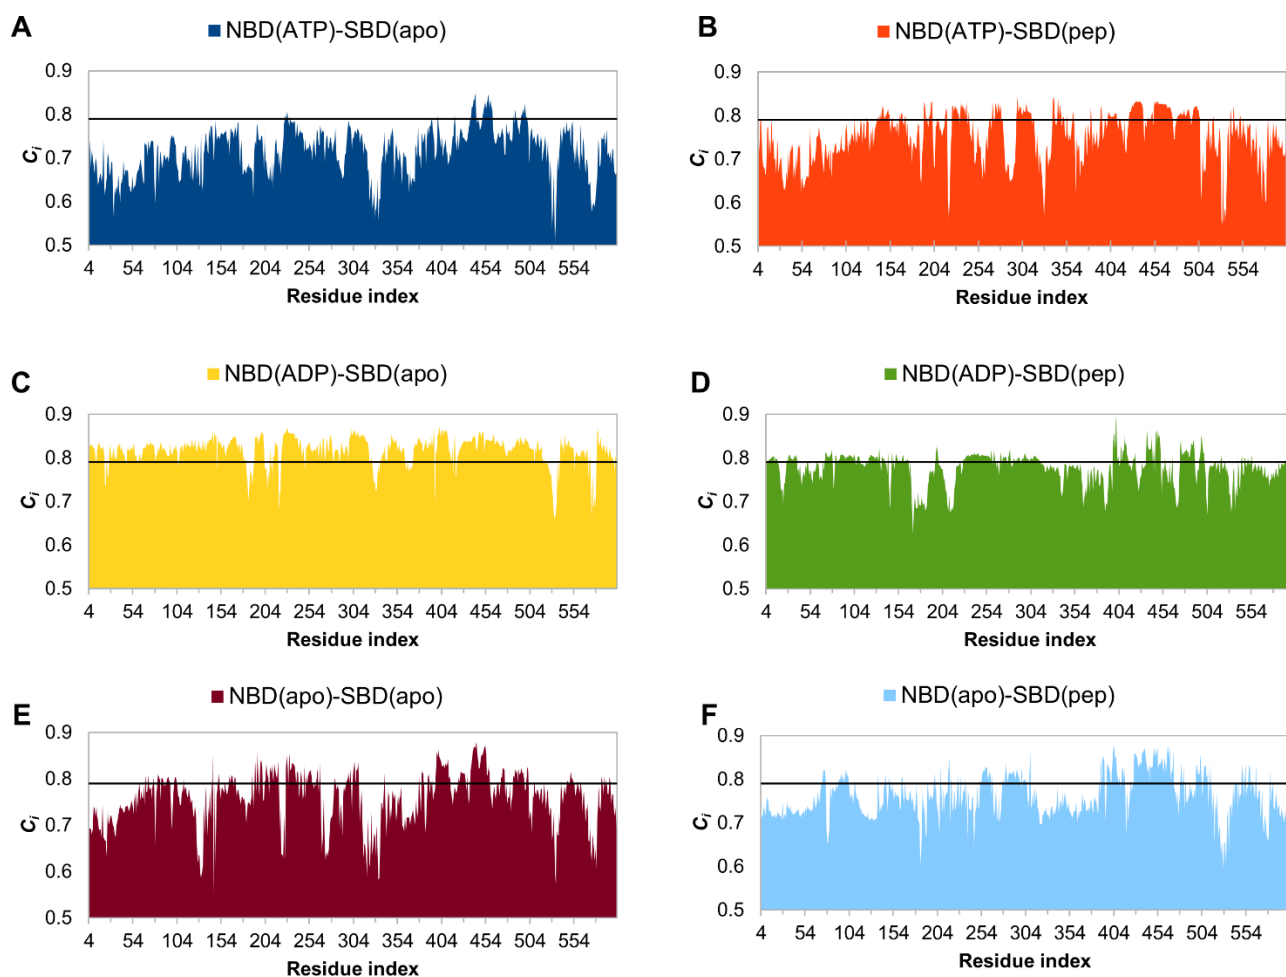 A
NBD(ATP)-SBD(apo)
0.9
0.8
0.7
0.6
0.5
Ci
4 54 104 154 204 254 304 354 404 454 504 554
Residue index
B
NBD(ATP)-SBD(pep)
0.9
0.8
0.7
0.6
0.5
Ci
4 54 104 154 204 254 304 354 404 454 504 554
Residue index
C
NBD(ADP)-SBD(apo)
0.9
0.8
0.7
0.6
0.5
Ci
4 54 104 154 204 254 304 354 404 454 504 554
Residue index
D
NBD(ADP)-SBD(pep)
0.9
0.8
0.7
0.6
0.5
Ci
4 54 104 154 204 254 304 354 404 454 504 554
Residue index
E
NBD(apo)-SBD(apo)
0.9
0.8
0.7
0.6
0.5
Ci
4 54 104 154 204 254 304 354 404 454 504 554
Residue index
F
NBD(apo)-SBD(pep)
0.9
0.8
0.7
0.6
0.5
Ci
4 54 104 154 204 254 304 354 404 454 504 554
Residue index